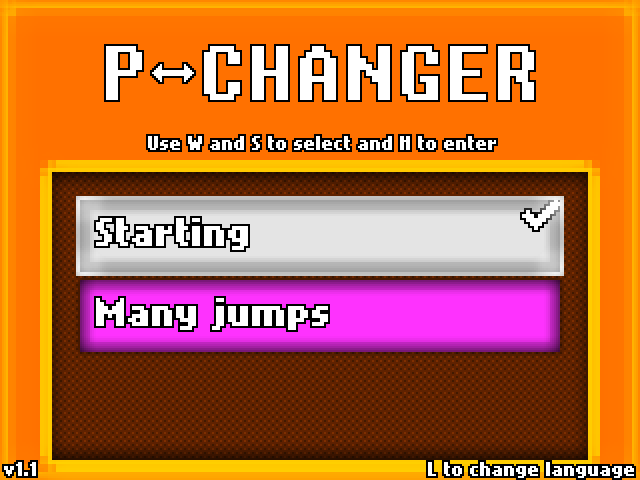 P↔CHANGER
Use W and S to select and H to enter
Starting
Many jumps
v1.1
L to change language